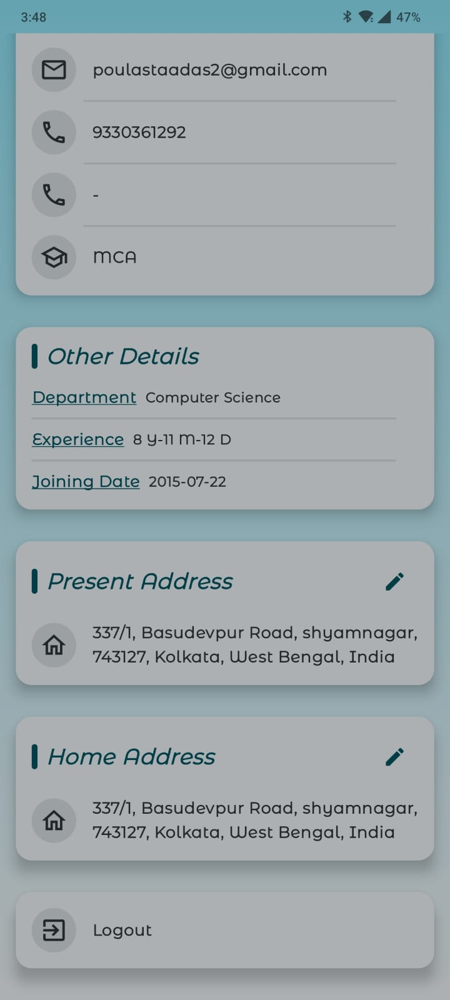 3:48
47%
poulastaadas2@gmail.com
9330361292
-
MCA
Other Details
Department Computer Science
Experience 8 Y-11 M-12 D
Joining Date 2015-07-22
Present Address
337/1, Basudevpur Road, shyamnagar,
743127, Kolkata, West Bengal, India
Home Address
337/1, Basudevpur Road, shyamnagar,
743127, Kolkata, West Bengal, India
Logout